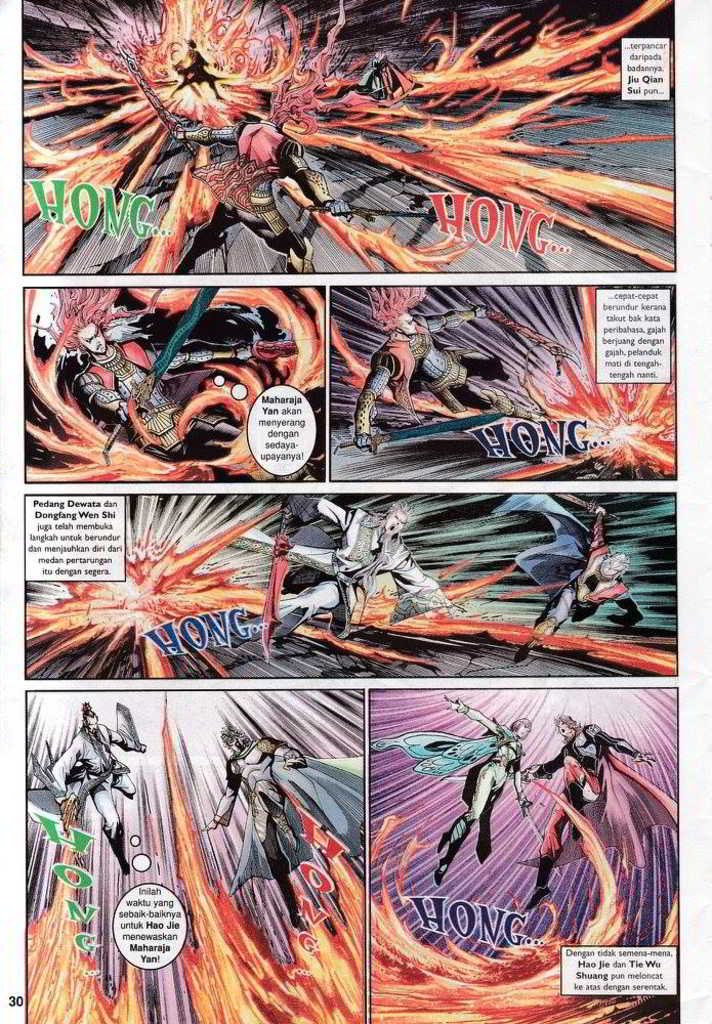 ...terpancar
daripada
badannya.
Jiu Qian
Sui pun...
HONG...
HONG...
Maharaja
Yan akan
menyerang
dengan
sedaya-
upayanya!
...cepat-cepat
berundur kerana
takut bak kata
peribahasa, gajah
berjuang dengan
gajah, pelanduk
mati di tengah-
tengah nanti.
HONG...
Pedang Dewata dan
Dongfang Wen Shi
juga telah membuka
langkah untuk berundur
dan menjauhkan diri dari
medan pertarungan
itu dengan segera.
HONG...
HONG...
HONG...
Inilah
waktu yang
sebaik-baiknya
untuk Hao Jie
menewaskan
Maharaja
Yan!
HONG...
Dengan tidak semena-mena,
Hao Jie dan Tie Wu
Shuang pun meloncat
ke atas dengan serentak.
30